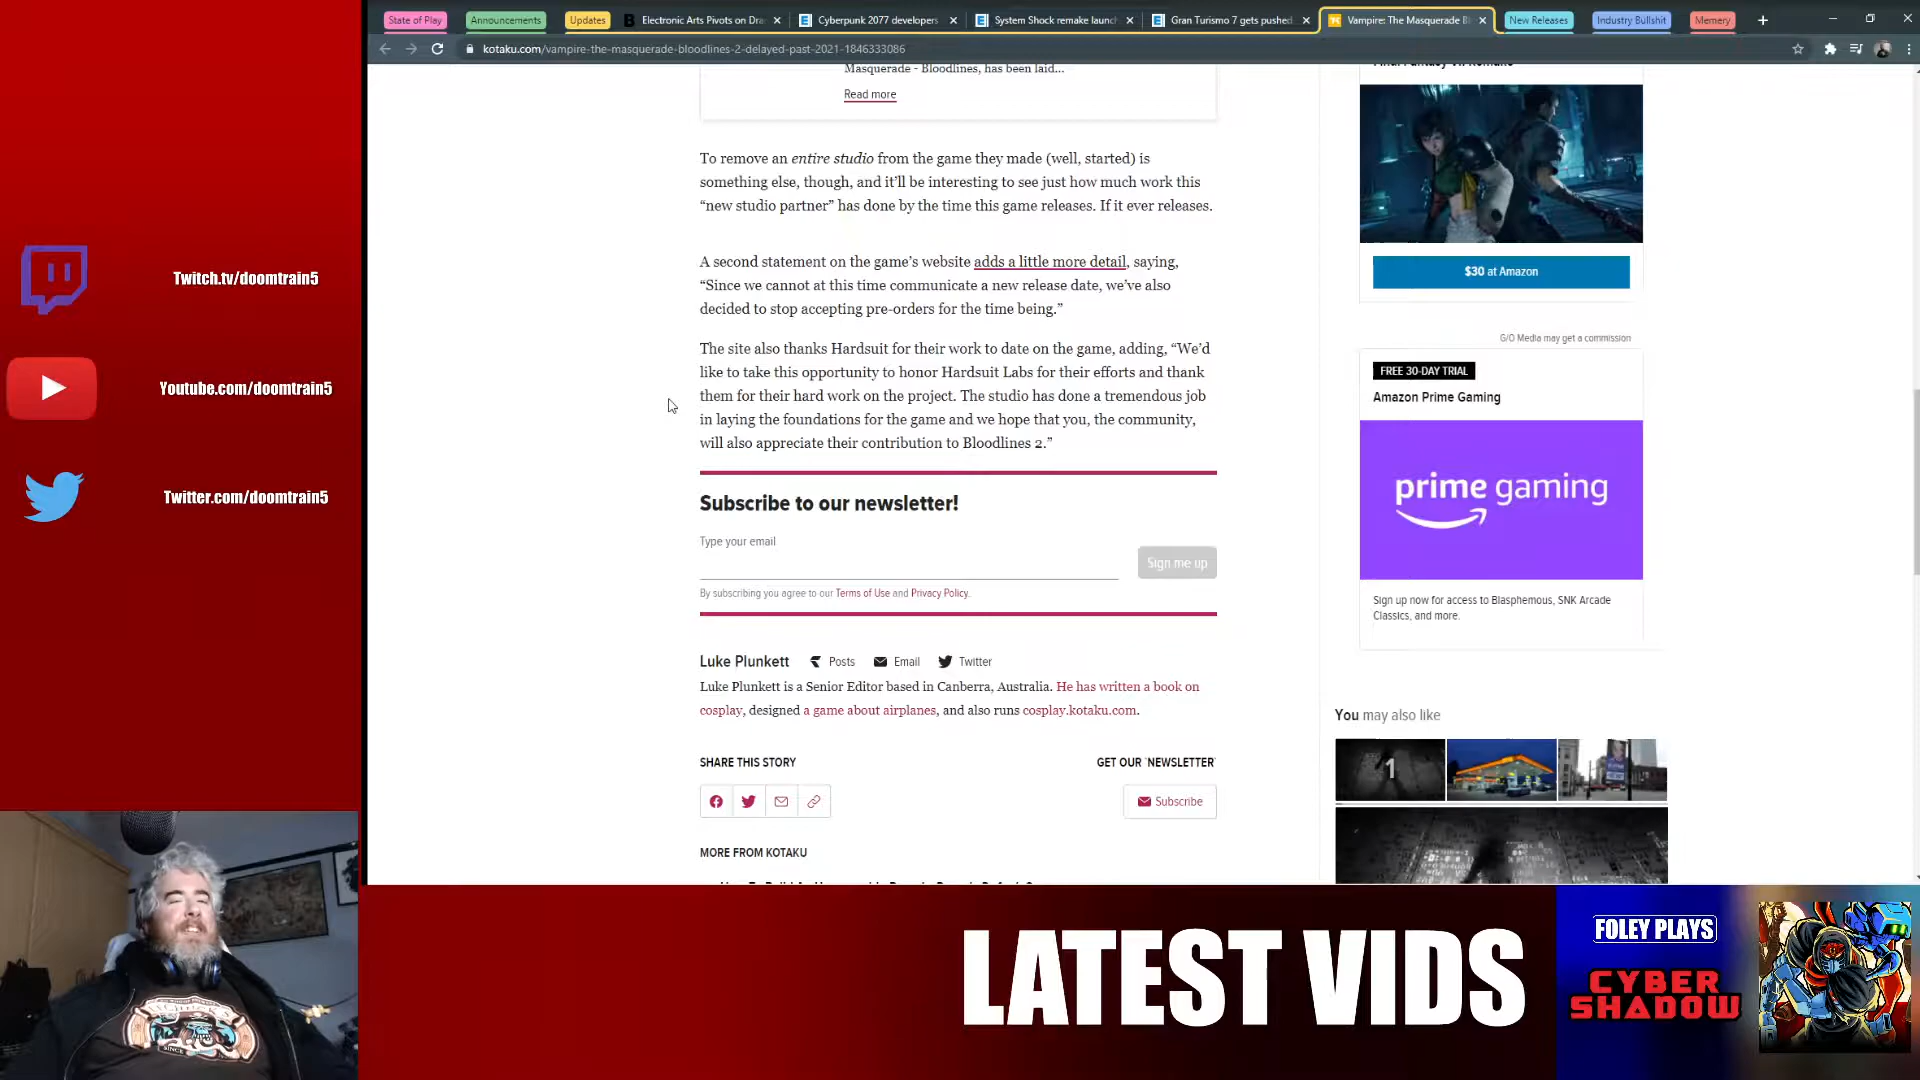 State of Play
Announcements
Updates
Electronic Arts Pivots on Dra
Cyberpunk 2077 developers
System Shock remake launc
Gran Turismo 7 gets pushed
Vampire: The Masquerade Bl
New Releases
Industry Bullshit
Memery
kotaku.com/vampire-the-masquerade-bloodlines-2-delayed-past-2021-1846333086
Masquerade - Bloodlines, has been laid...
Read more
To remove an entire studio from the game they made (well, started) is
something else, though, and it'll be interesting to see just how much work this
“new studio partner” has done by the time this game releases. If it ever releases.
A second statement on the game's website adds a little more detail, saying,
“Since we cannot at this time communicate a new release date, we've also
decided to stop accepting pre-orders for the time being.”
The site also thanks Hardsuit for their work to date on the game, adding, “We'd
like to take this opportunity to honor Hardsuit Labs for their efforts and thank
them for their hard work on the project. The studio has done a tremendous job
in laying the foundations for the game and we hope that you, the community,
will also appreciate their contribution to Bloodlines 2.”
Subscribe to our newsletter!
Type your email
Sign me up
By subscribing you agree to our Terms of Use and Privacy Policy.
Luke Plunkett Posts Email Twitter
Luke Plunkett is a Senior Editor based in Canberra, Australia. He has written a book on
cosplay, designed a game about airplanes, and also runs cosplay.kotaku.com.
SHARE THIS STORY
GET OUR NEWSLETTER
Subscribe
MORE FROM KOTAKU
Final Fantasy VII Remake
$30 at Amazon
G/O Media may get a commission
FREE 30-DAY TRIAL
Amazon Prime Gaming
prime gaming
Sign up now for access to Blasphemous, SNK Arcade
Classics, and more.
You may also like
1
Twitch.tv/doomtrain5
Youtube.com/doomtrain5
Twitter.com/doomtrain5
LATEST VIDS
FOLEY PLAYS
CYBER
SHADOW